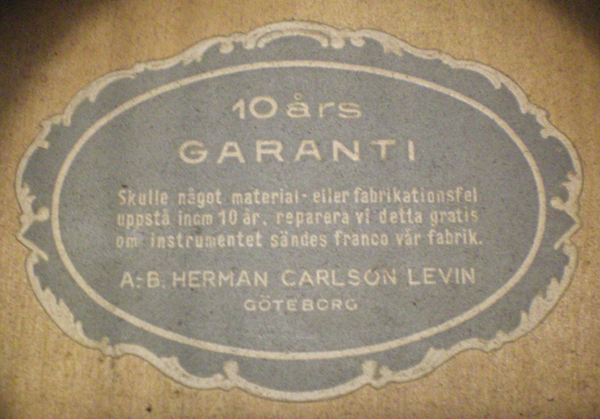 10 års
GARANTI
Skulle något material- eller fabrikationsfel
uppstå inom 10 år, reparera vi detta gratis
om instrumentet sändes franco vår fabrik.
A.-B. HERMAN CARLSON LEVIN
GÖTEBORG